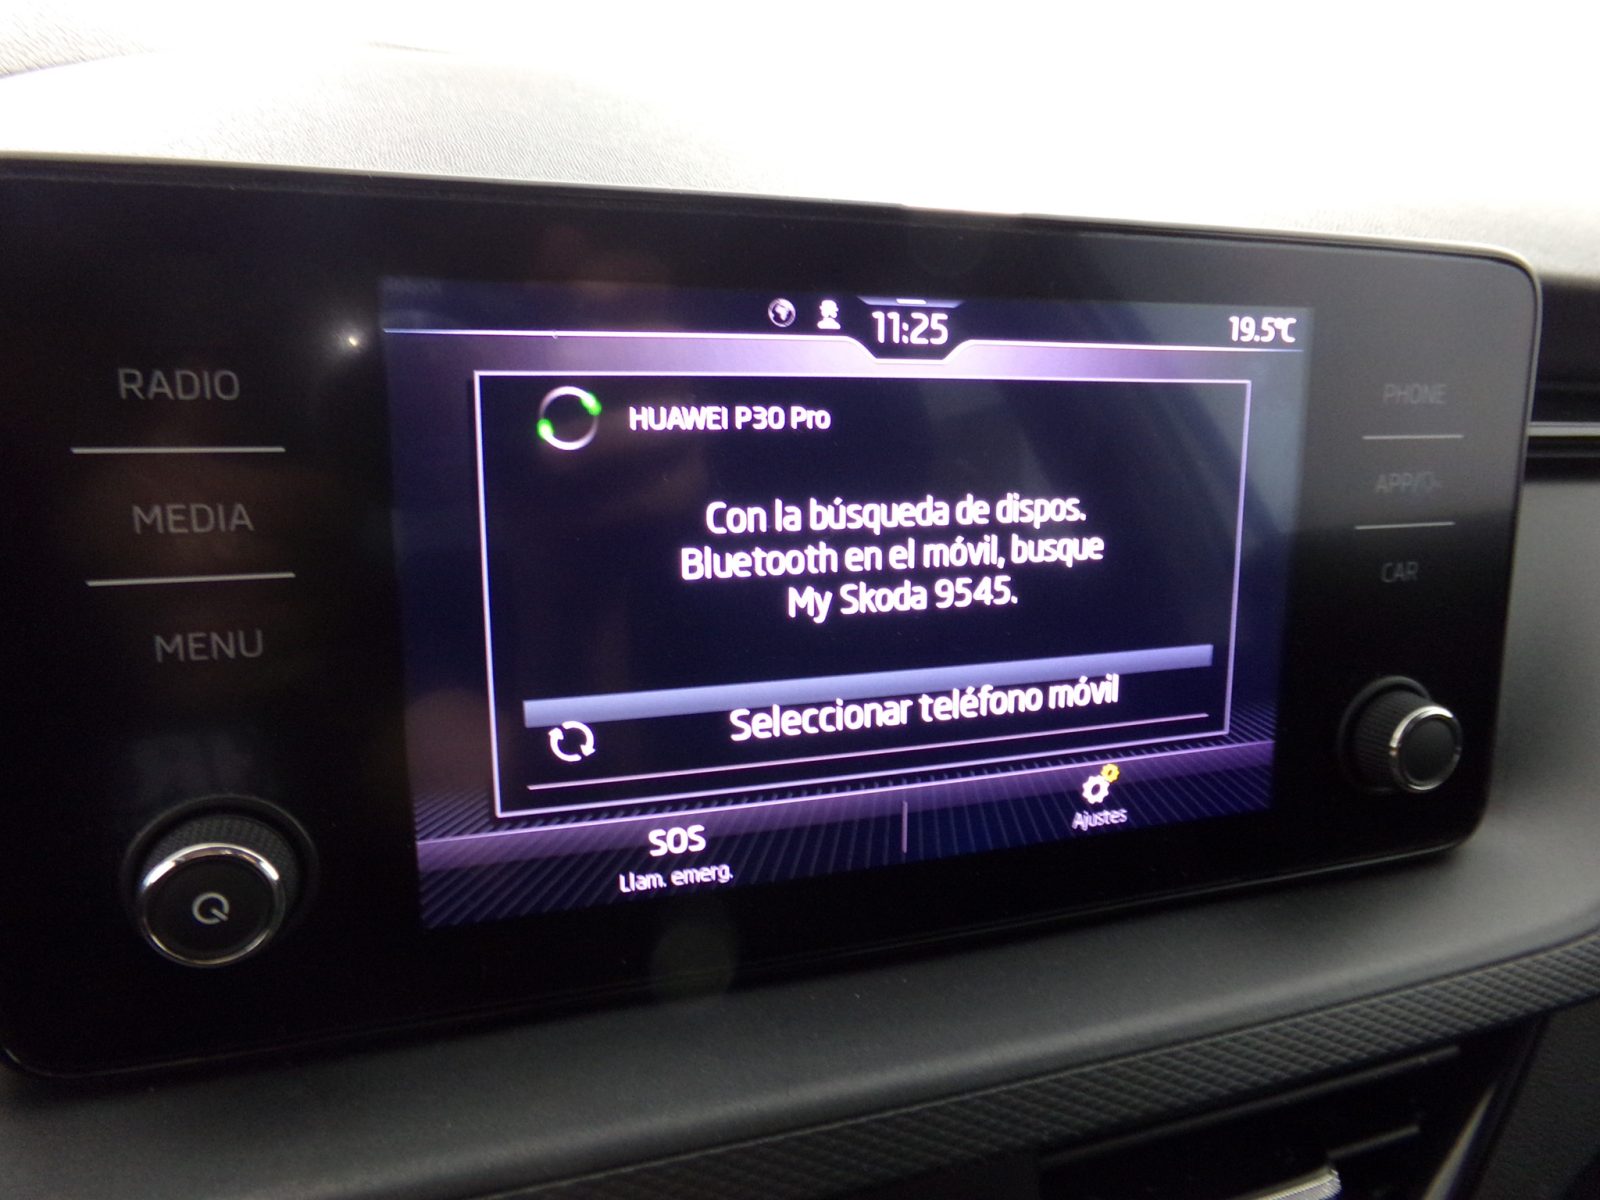 11:25
19.5°C
RADIO
MEDIA
MENU
HUAWEI P30 Pro
Con la búsqueda de dispos.
Bluetooth en el móvil, busque
My Skoda 9545.
Seleccionar teléfono móvil
SOS
Llam. emerg.
Ajustes
PHONE
APP/
CAR